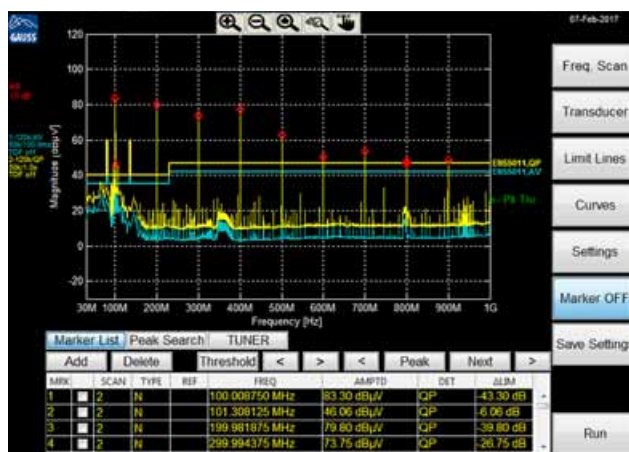 07-Feb-2017
GAUSS
120
100
80
60
40
20
0
-20
Magnitude [dBµV]
EN55011.QP
EN55011.AV
30M 100M 200M 300M 400M 500M 600M 700M 800M 900M 1G
Frequency [Hz]
Freq. Scan
Transducer
Limit Lines
Curves
Settings
Marker OFF
Save Setting
Run
Marker List Peak Search TUNER
Add Delete Threshold < > < Peak Next >
MRK SCAN TYPE REF FREQ AMPTD DET ΔLIM
1 2 N 100.008750 MHz 83.30 dBµV QP -43.30 dB
2 2 N 101.308125 MHz 46.06 dBµV QP -6.06 dB
3 2 N 199.981875 MHz 79.80 dBµV QP -39.80 dB
4 2 N 299.994375 MHz 73.75 dBµV QP -26.75 dB